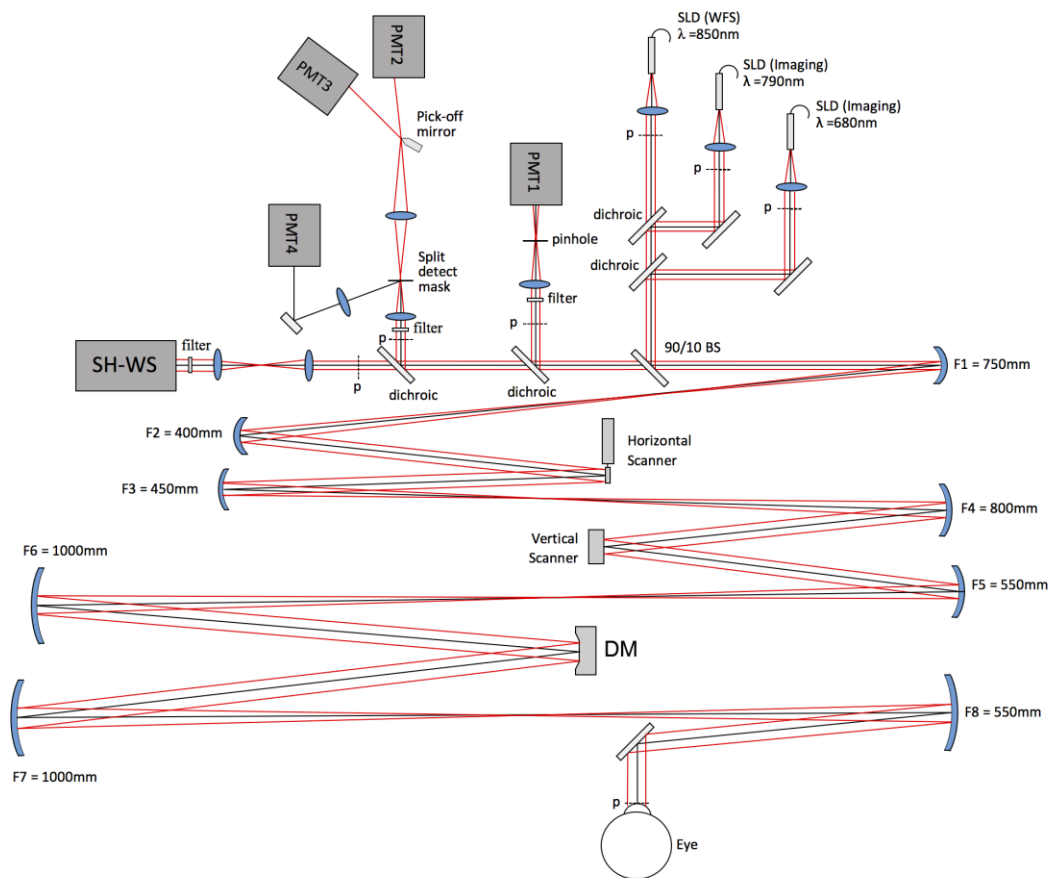 SLD (WFS)
λ =850nm
SLD (Imaging)
λ =790nm
SLD (Imaging)
λ =680nm
PMT2
PMT3
Pick-off
mirror
p
p
p
PMT1
dichroic
pinhole
dichroic
PMT4
Split
detect
mask
filter
filter
p
p
90/10 BS
SH-WS
filter
p
dichroic
dichroic
F1 = 750mm
F2 = 400mm
Horizontal
Scanner
F3 = 450mm
F4 = 800mm
Vertical
Scanner
F6 = 1000mm
F5 = 550mm
DM
F8 = 550mm
F7 = 1000mm
p
Eye